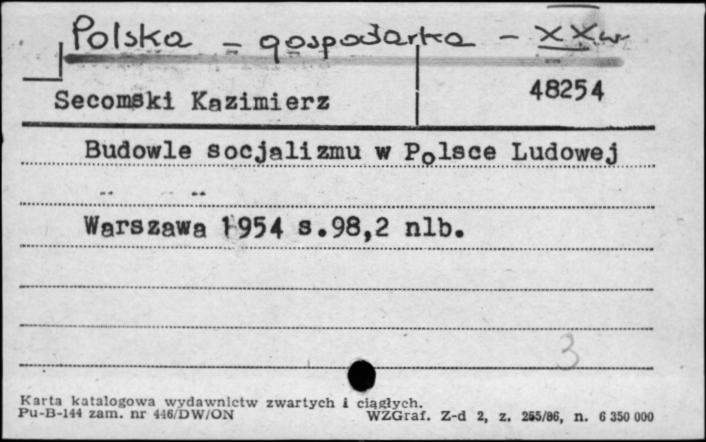 Polska - gospodarka - XXw
Secomski Kazimierz
48254
Budowle socjalizmu w Polsce Ludowej
Warszawa 1954 s.98,2 nlb.
3
Karta katalogowa wydawnictw zwartych i ciągłych.
Pu-B-144 zam. nr 446/DW/ON WZGraf. Z-d 2, z. 255/86, n. 6 350 000